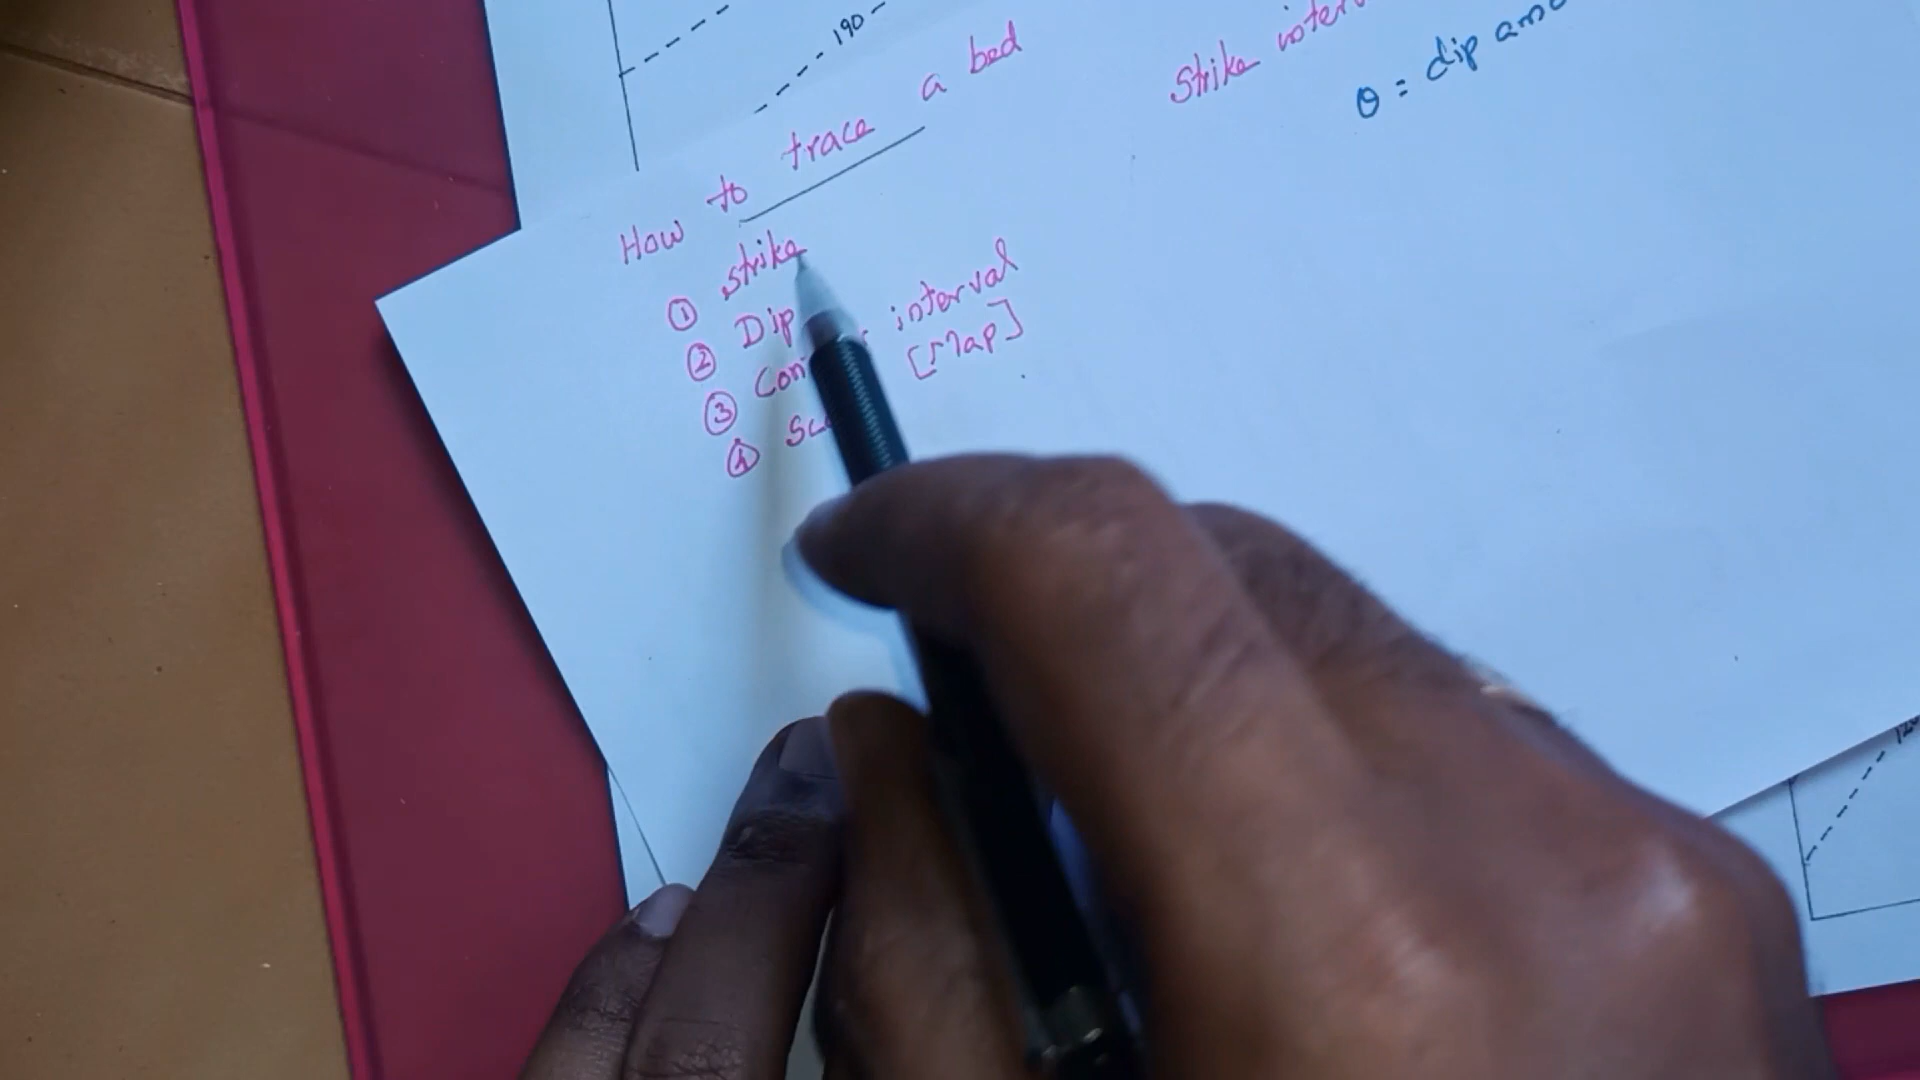 190
How to trace a bed
① Strike
② Dip
③ interval
④ [Map]
Strike
θ = dip